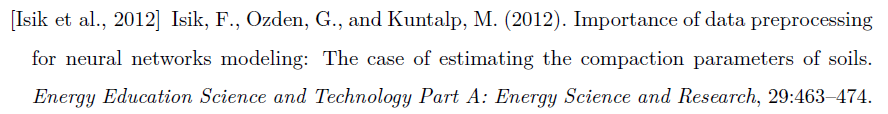 [Isik et al., 2012] Isik, F., Ozden, G., and Kuntalp, M. (2012). Importance of data preprocessing
for neural networks modeling: The case of estimating the compaction parameters of soils.
Energy Education Science and Technology Part A: Energy Science and Research, 29:463–474.